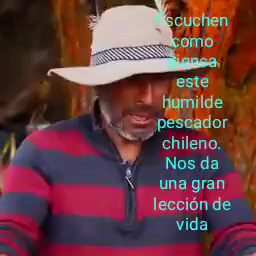 Escuchen
como
piensa
este
humilde
pescador
chileno.
Nos da
una gran
lección de
vida